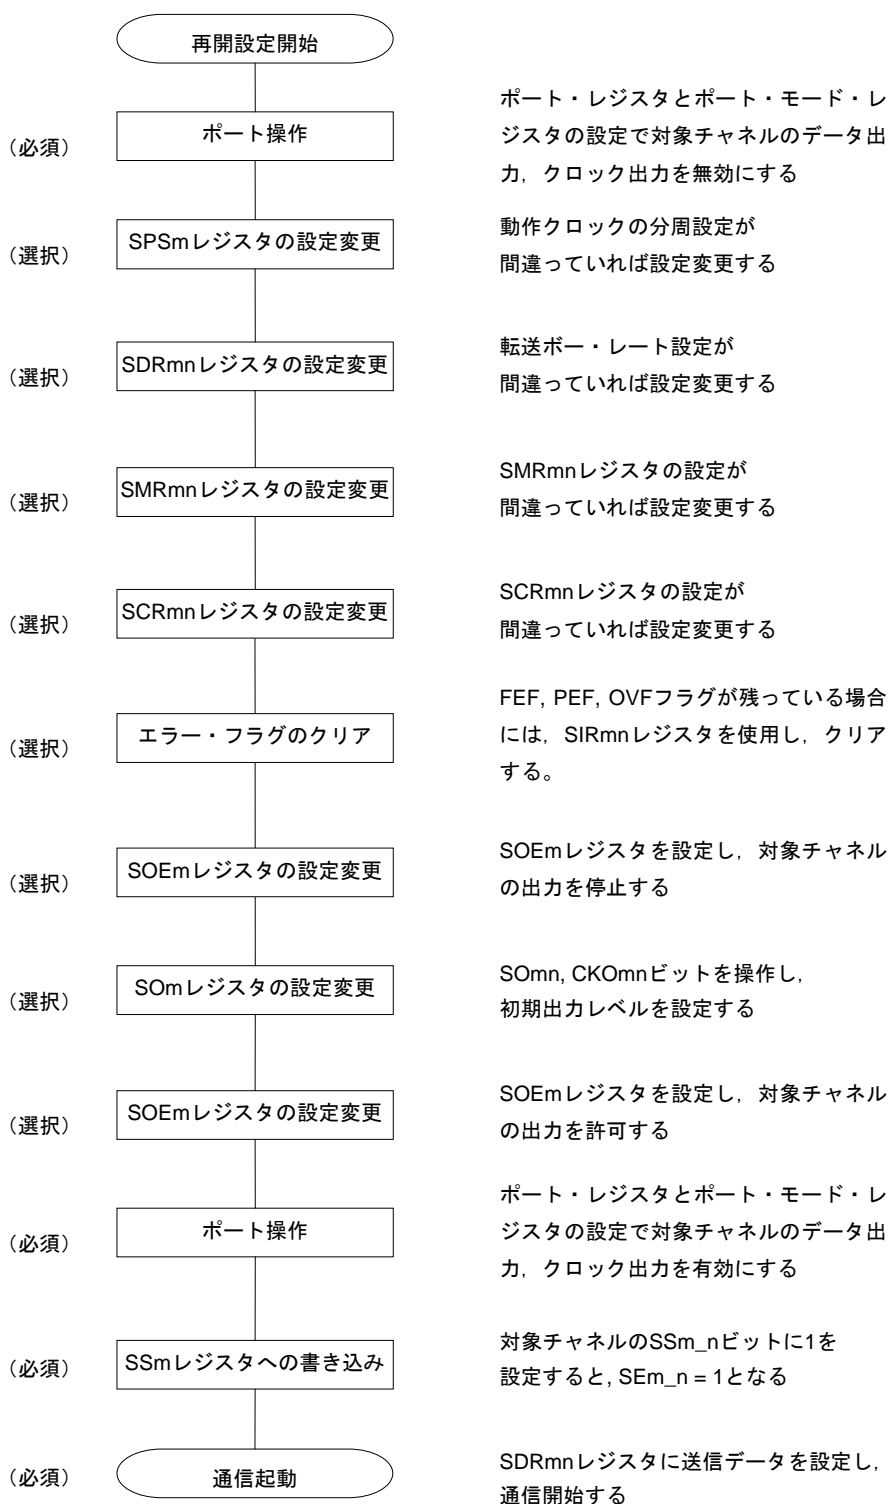 再開設定開始
(必須)
ポート操作
ポート・レジスタとポート・モード・レ
ジスタの設定で対象チャネルのデータ出
力，クロック出力を無効にする
(選択)
SPSmレジスタの設定変更
動作クロックの分周設定が
間違っていれば設定変更する
(選択)
SDRmnレジスタの設定変更
転送ボー・レート設定が
間違っていれば設定変更する
(選択)
SMRmnレジスタの設定変更
SMRmnレジスタの設定が
間違っていれば設定変更する
(選択)
SCRmnレジスタの設定変更
SCRmnレジスタの設定が
間違っていれば設定変更する
(選択)
エラー・フラグのクリア
FEF, PEF, OVFフラグが残っている場合
には，SIRmnレジスタを使用し，クリア
する。
(選択)
SOEmレジスタの設定変更
SOEmレジスタを設定し，対象チャネル
の出力を停止する
(選択)
SOmレジスタの設定変更
SOmn, CKOmnビットを操作し，
初期出力レベルを設定する
(選択)
SOEmレジスタの設定変更
SOEmレジスタを設定し，対象チャネル
の出力を許可する
(必須)
ポート操作
ポート・レジスタとポート・モード・レ
ジスタの設定で対象チャネルのデータ出
力，クロック出力を有効にする
(必須)
SSmレジスタへの書き込み
対象チャネルのSSm_nビットに1を
設定すると, SEm_n = 1となる
(必須)
通信起動
SDRmnレジスタに送信データを設定し，
通信開始する